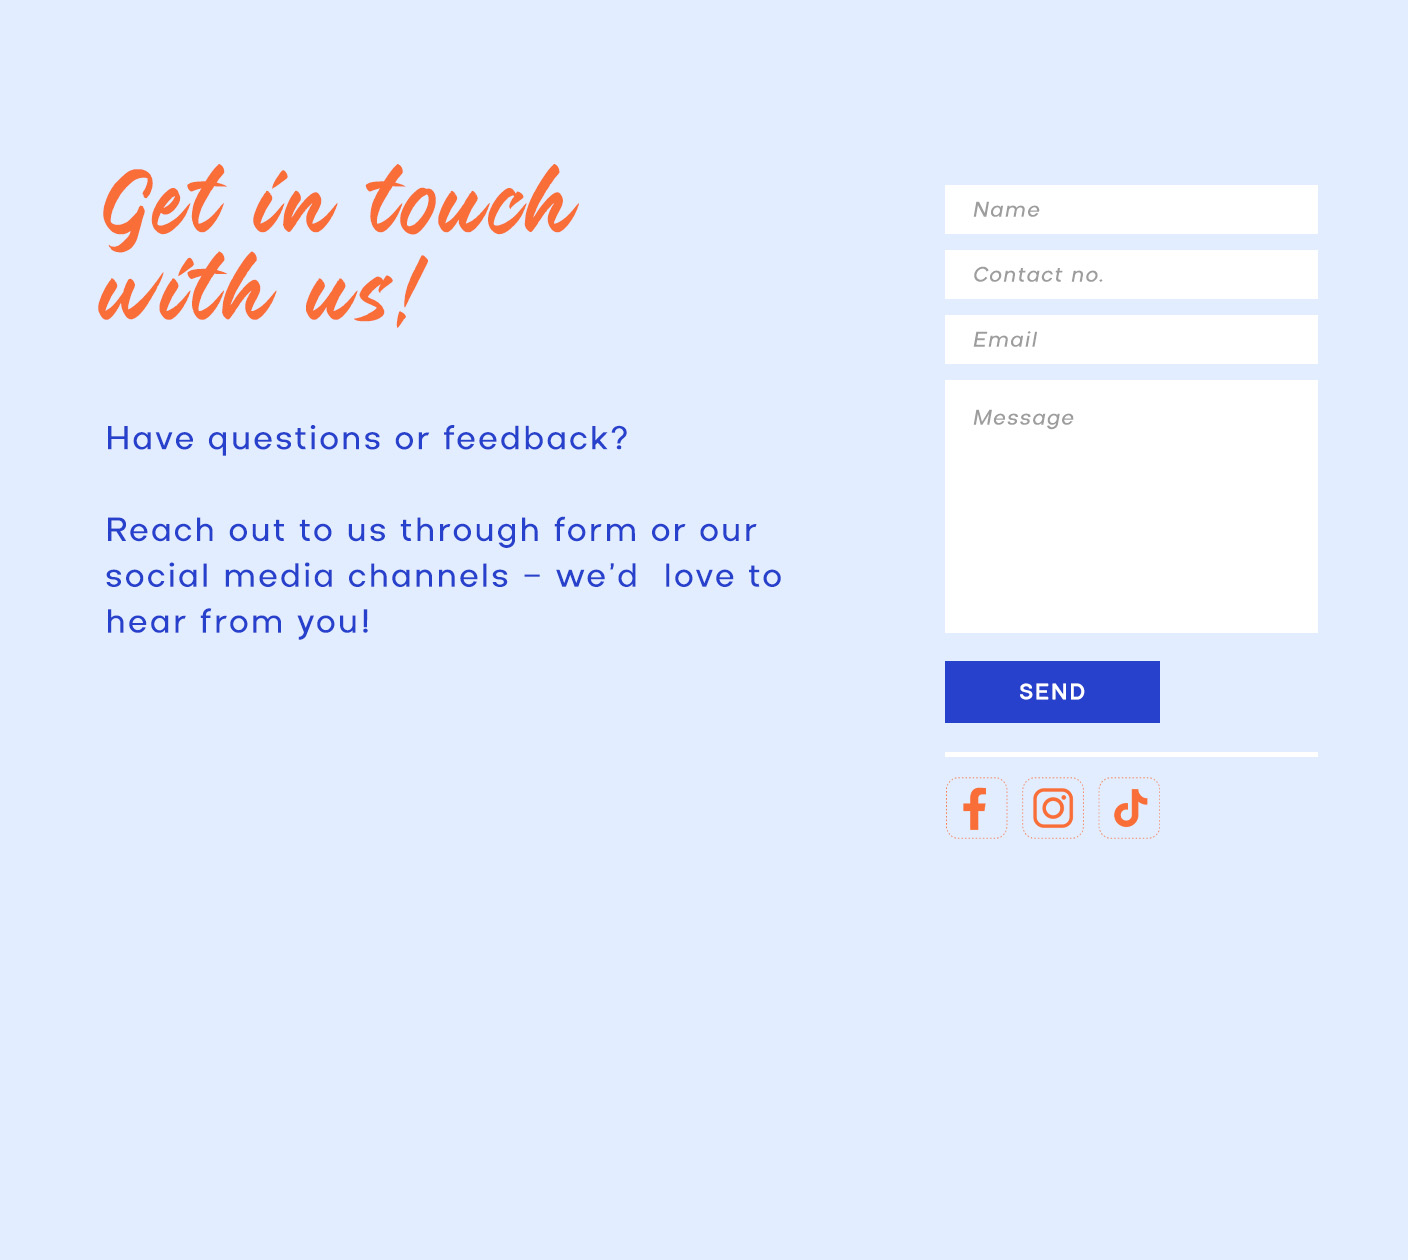 Get in touch
with us!
Have questions or feedback?
Reach out to us through form or our
social media channels – we'd  love to
hear from you!
Name
Contact no.
Email
Message
SEND